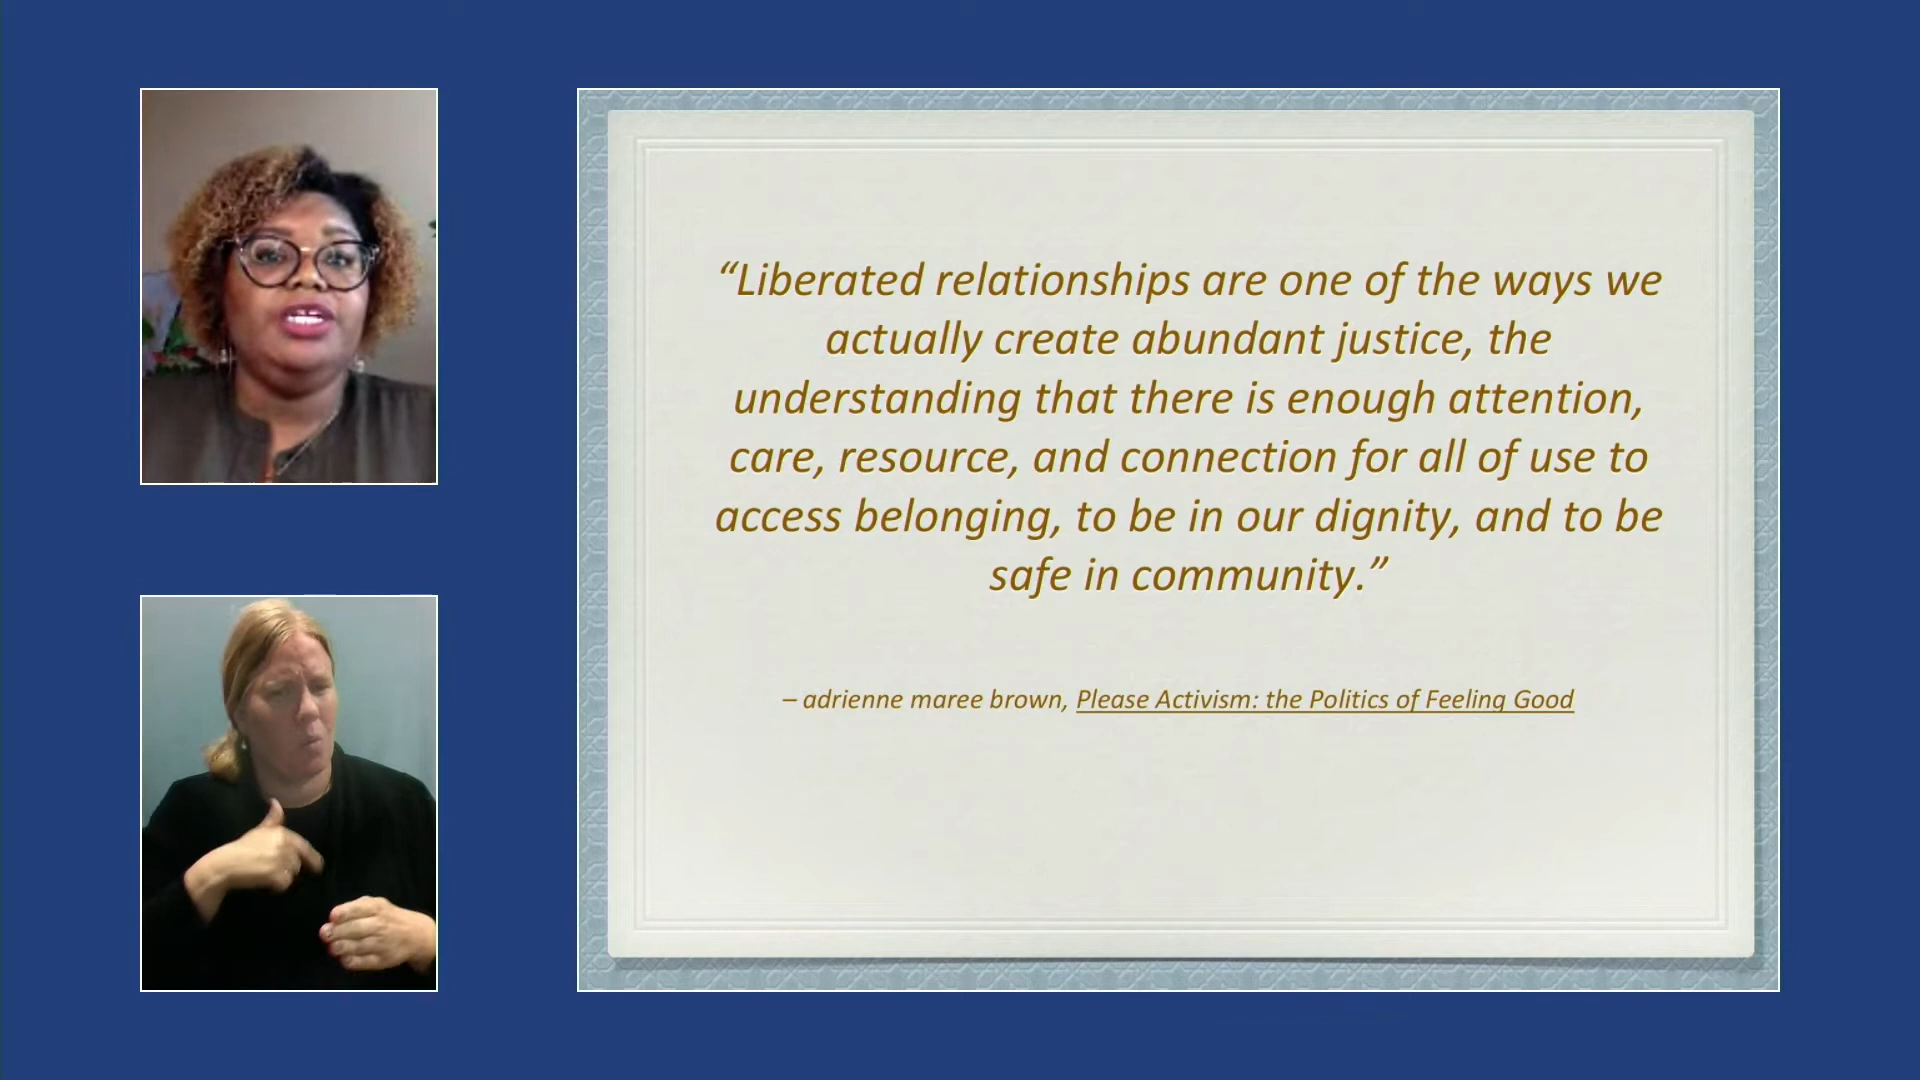 “Liberated relationships are one of the ways we
actually create abundant justice, the
understanding that there is enough attention,
care, resource, and connection for all of use to
access belonging, to be in our dignity, and to be
safe in community.”
– adrienne maree brown, Please Activism: the Politics of Feeling Good